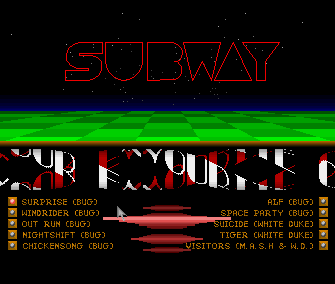 SUBWAY
SURPRISE (BUG)
ALF (BUG)
WINDRIDER (BUG)
SPACE PARTY (BUG)
OUT RUN (BUG)
SUICIDE (WHITE DUKE)
NIGHTSHIFT (BUG)
TIGER (WHITE DUKE)
CHICKENSONG (BUG)
VISITORS (M.A.S.H & W.D.)